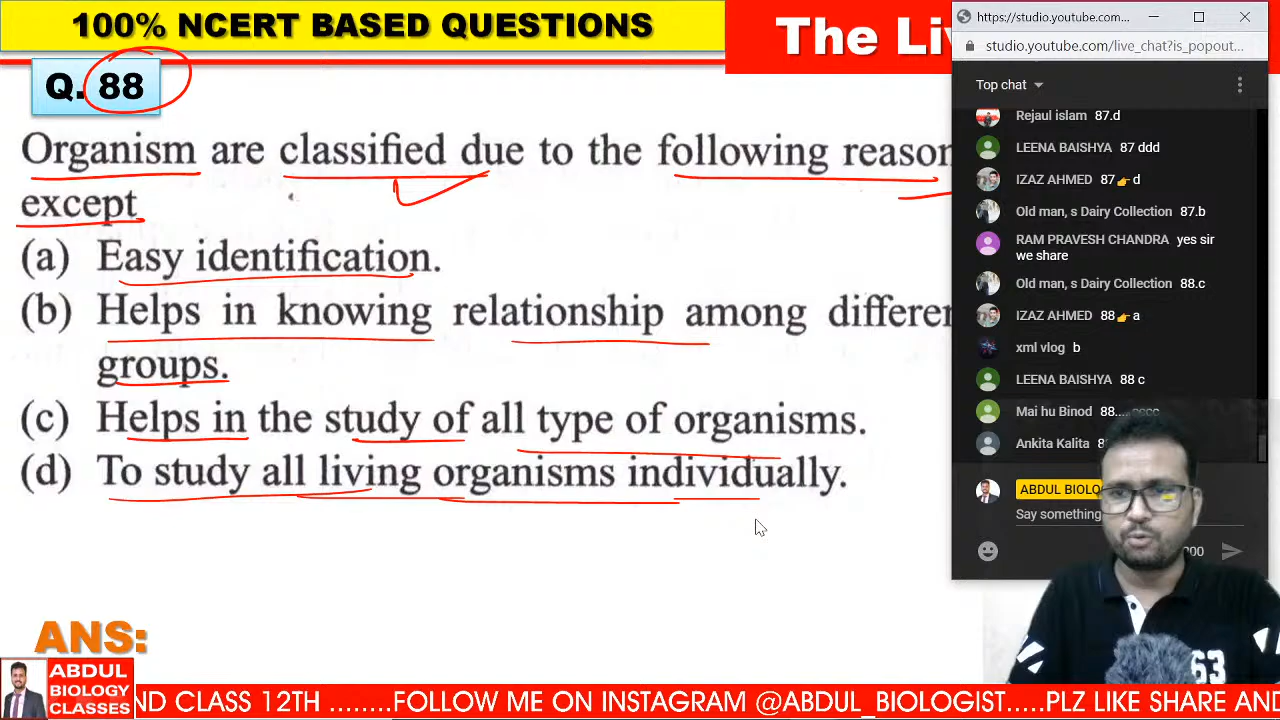 100% NCERT BASED QUESTIONS
The Li
Q. 88
Organism are classified due to the following reason
except
(a) Easy identification.
(b) Helps in knowing relationship among differen
groups.
(c) Helps in the study of all type of organisms.
(d) To study all living organisms individually.
ANS:
ABDUL
BIOLOGY
CLASSES
ND CLASS 12TH ........FOLLOW ME ON INSTAGRAM @ABDUL_BIOLOGIST.....PLZ LIKE SHARE AND
https://studio.youtube.com...
studio.youtube.com/live_chat?is_popout...
Top chat
Rejaul islam 87.d
LEENA BAISHYA 87 ddd
IZAZ AHMED 87👉 d
Old man, s Dairy Collection 87.b
RAM PRAVESH CHANDRA yes sir
we share
Old man, s Dairy Collection 88.c
IZAZ AHMED 88👉 a
xml vlog b
LEENA BAISHYA 88 c
Mai hu Binod 88....cccc
Ankita Kalita 8
ABDUL BIOLO
Say something
200
63